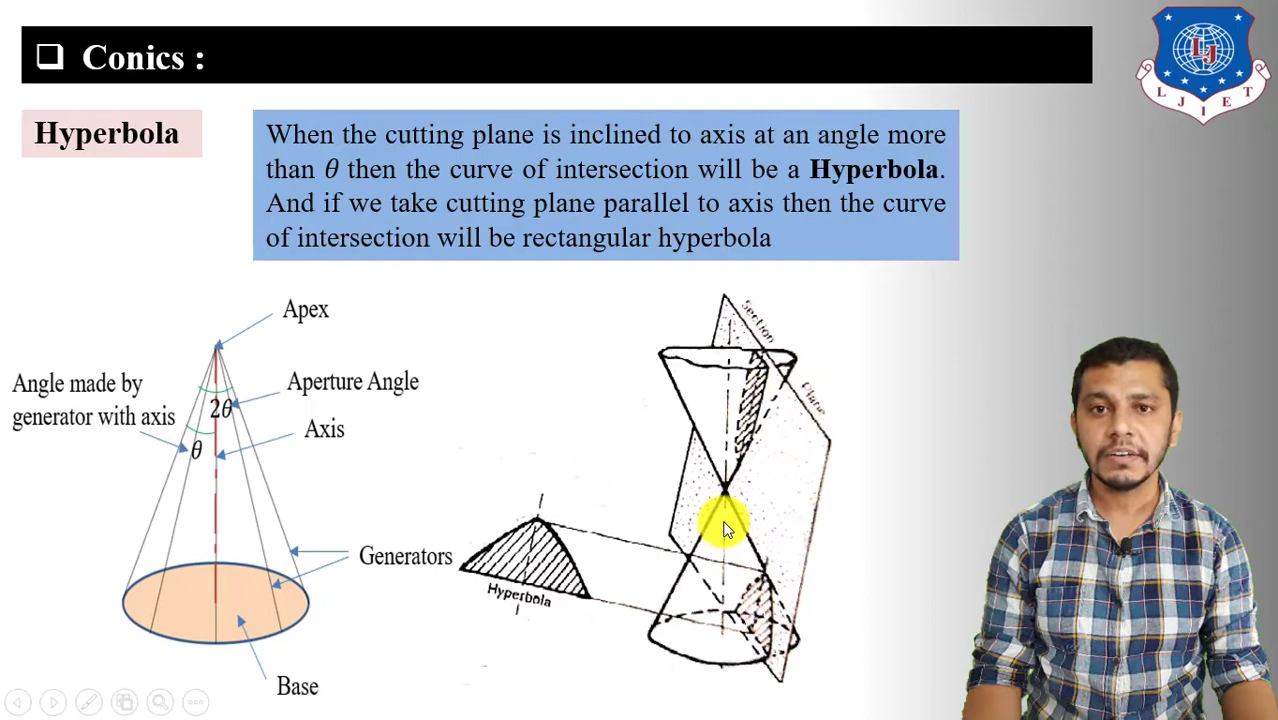 ❑ Conics :
LJ
L J I E T
Hyperbola
When the cutting plane is inclined to axis at an angle more
than θ then the curve of intersection will be a Hyperbola.
And if we take cutting plane parallel to axis then the curve
of intersection will be rectangular hyperbola
Apex
Angle made by
generator with axis
Aperture Angle
2θ
Axis
θ
Generators
Base
Section
Plane
Hyperbola